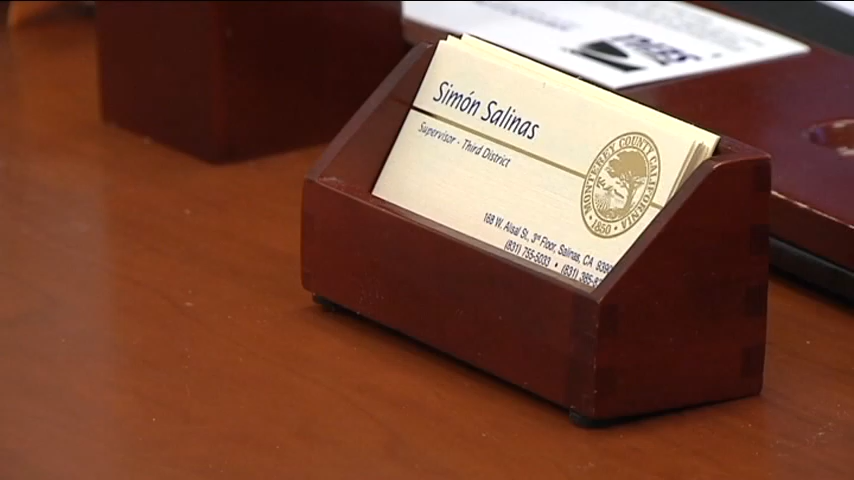 Simón Salinas
Supervisor - Third District
MONTEREY COUNTY CALIFORNIA
• 1850 •
168 W. Alisal St., 3rd Floor, Salinas, CA
(831) 755-5033 • (831)